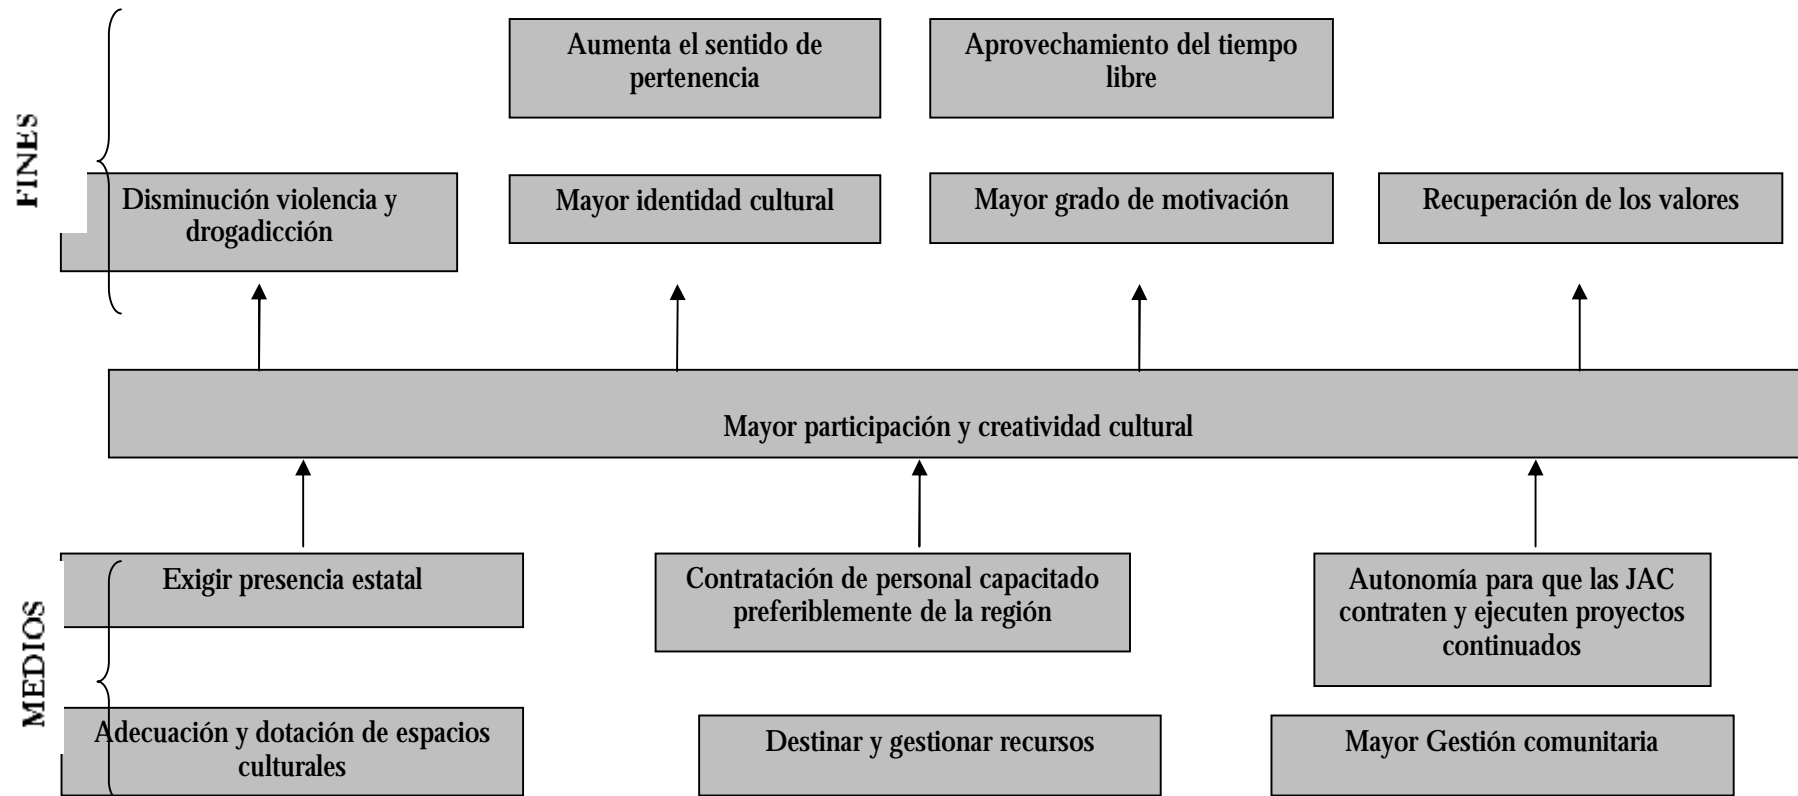 FINES
Aumenta el sentido de
pertenencia
Aprovechamiento del tiempo
libre
Disminución violencia y
drogadicción
Mayor identidad cultural
Mayor grado de motivación
Recuperación de los valores
Mayor participación y creatividad cultural
MEDIOS
Exigir presencia estatal
Contratación de personal capacitado
preferiblemente de la región
Autonomía para que las JAC
contraten y ejecuten proyectos
continuados
Adecuación y dotación de espacios
culturales
Destinar y gestionar recursos
Mayor Gestión comunitaria